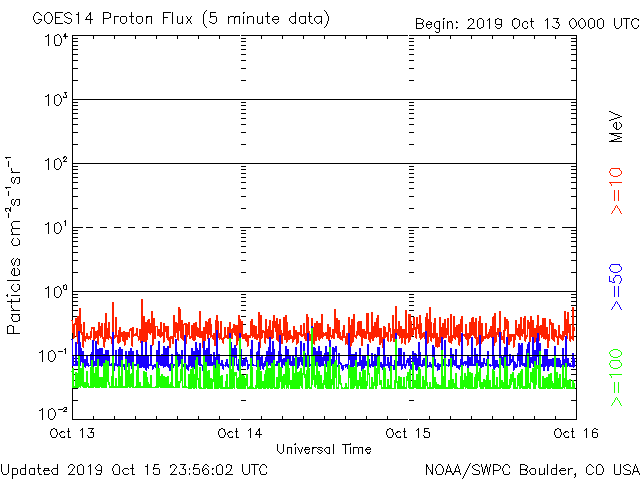 GOES14 Proton Flux (5 minute data)
Begin: 2019 Oct 13 0000 UTC
10⁴
10³
10²
10¹
10⁰
10⁻¹
10⁻²
Particles cm⁻²s⁻¹sr⁻¹
MeV
>=10
>=50
>=100
Oct 13
Oct 14
Oct 15
Oct 16
Universal Time
Updated 2019 Oct 15 23:56:02 UTC
NOAA/SWPC Boulder, CO USA